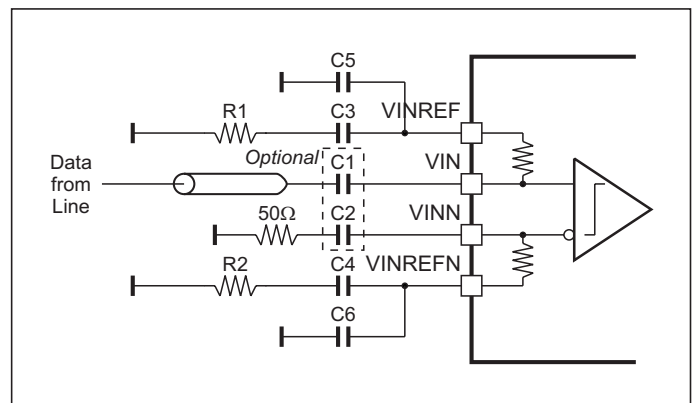 C5
R1
C3
VINREF
Optional
C1
VIN
Data
from
Line
50Ω
C2
VINN
R2
C4
VINREFN
C6